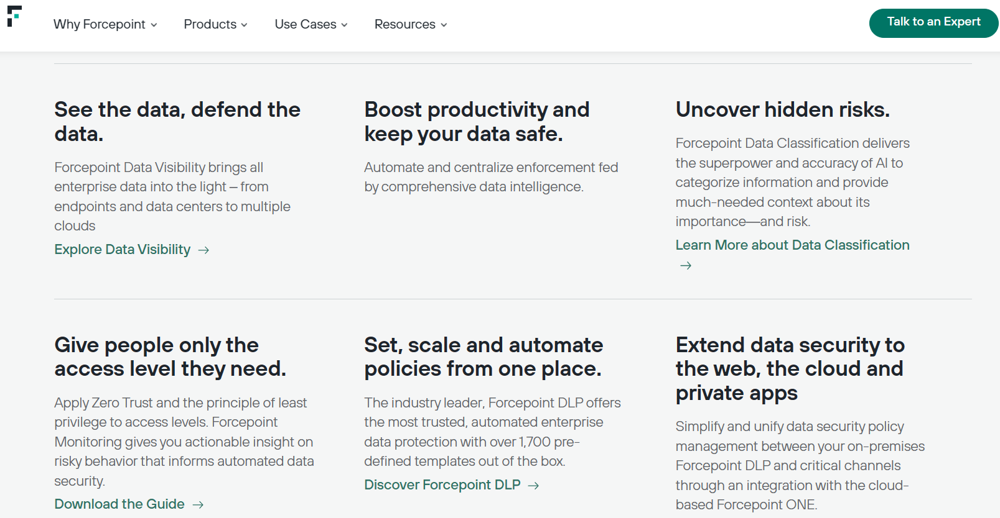 Why Forcepoint
Products
Use Cases
Resources
Talk to an Expert
See the data, defend the
data.
Forcepoint Data Visibility brings all
enterprise data into the light – from
endpoints and data centers to multiple
clouds
Explore Data Visibility →
Boost productivity and
keep your data safe.
Automate and centralize enforcement fed
by comprehensive data intelligence.
Uncover hidden risks.
Forcepoint Data Classification delivers
the superpower and accuracy of AI to
categorize information and provide
much-needed context about its
importance—and risk.
Learn More about Data Classification
→
Give people only the
access level they need.
Apply Zero Trust and the principle of least
privilege to access levels. Forcepoint
Monitoring gives you actionable insight on
risky behavior that informs automated data
security.
Download the Guide →
Set, scale and automate
policies from one place.
The industry leader, Forcepoint DLP offers
the most trusted, automated enterprise
data protection with over 1,700 pre-
defined templates out of the box.
Discover Forcepoint DLP →
Extend data security to
the web, the cloud and
private apps
Simplify and unify data security policy
management between your on-premises
Forcepoint DLP and critical channels
through an integration with the cloud-
based Forcepoint ONE.